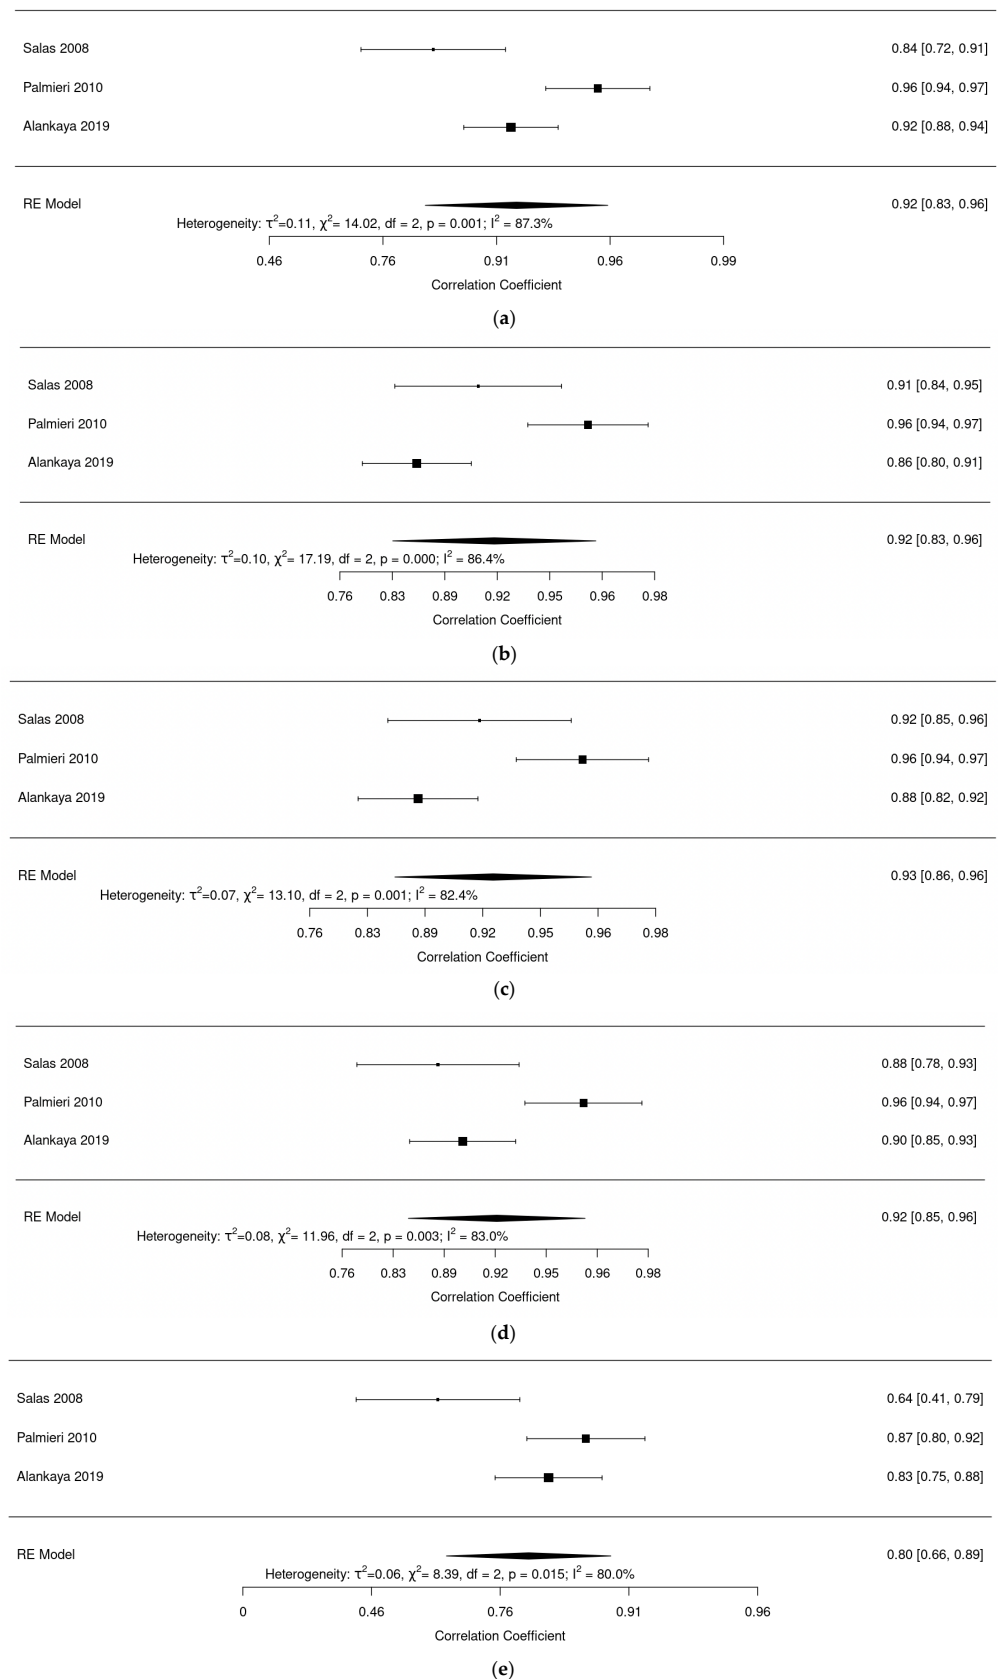 Salas 2008 0.84 [0.72, 0.91]
Palmieri 2010 0.96 [0.94, 0.97]
Alankaya 2019 0.92 [0.88, 0.94]
RE Model 0.92 [0.83, 0.96]
Heterogeneity: τ²=0.11, χ²= 14.02, df = 2, p = 0.001; I² = 87.3%
0.46 0.76 0.91 0.96 0.99
Correlation Coefficient
(a)
Salas 2008 0.91 [0.84, 0.95]
Palmieri 2010 0.96 [0.94, 0.97]
Alankaya 2019 0.86 [0.80, 0.91]
RE Model 0.92 [0.83, 0.96]
Heterogeneity: τ²=0.10, χ²= 17.19, df = 2, p = 0.000; I² = 86.4%
0.76 0.83 0.89 0.92 0.95 0.96 0.98
Correlation Coefficient
(b)
Salas 2008 0.92 [0.85, 0.96]
Palmieri 2010 0.96 [0.94, 0.97]
Alankaya 2019 0.88 [0.82, 0.92]
RE Model 0.93 [0.86, 0.96]
Heterogeneity: τ²=0.07, χ²= 13.10, df = 2, p = 0.001; I² = 82.4%
0.76 0.83 0.89 0.92 0.95 0.96 0.98
Correlation Coefficient
(c)
Salas 2008 0.88 [0.78, 0.93]
Palmieri 2010 0.96 [0.94, 0.97]
Alankaya 2019 0.90 [0.85, 0.93]
RE Model 0.92 [0.85, 0.96]
Heterogeneity: τ²=0.08, χ²= 11.96, df = 2, p = 0.003; I² = 83.0%
0.76 0.83 0.89 0.92 0.95 0.96 0.98
Correlation Coefficient
(d)
Salas 2008 0.64 [0.41, 0.79]
Palmieri 2010 0.87 [0.80, 0.92]
Alankaya 2019 0.83 [0.75, 0.88]
RE Model 0.80 [0.66, 0.89]
Heterogeneity: τ²=0.06, χ²= 8.39, df = 2, p = 0.015; I² = 80.0%
0 0.46 0.76 0.91 0.96
Correlation Coefficient
(e)